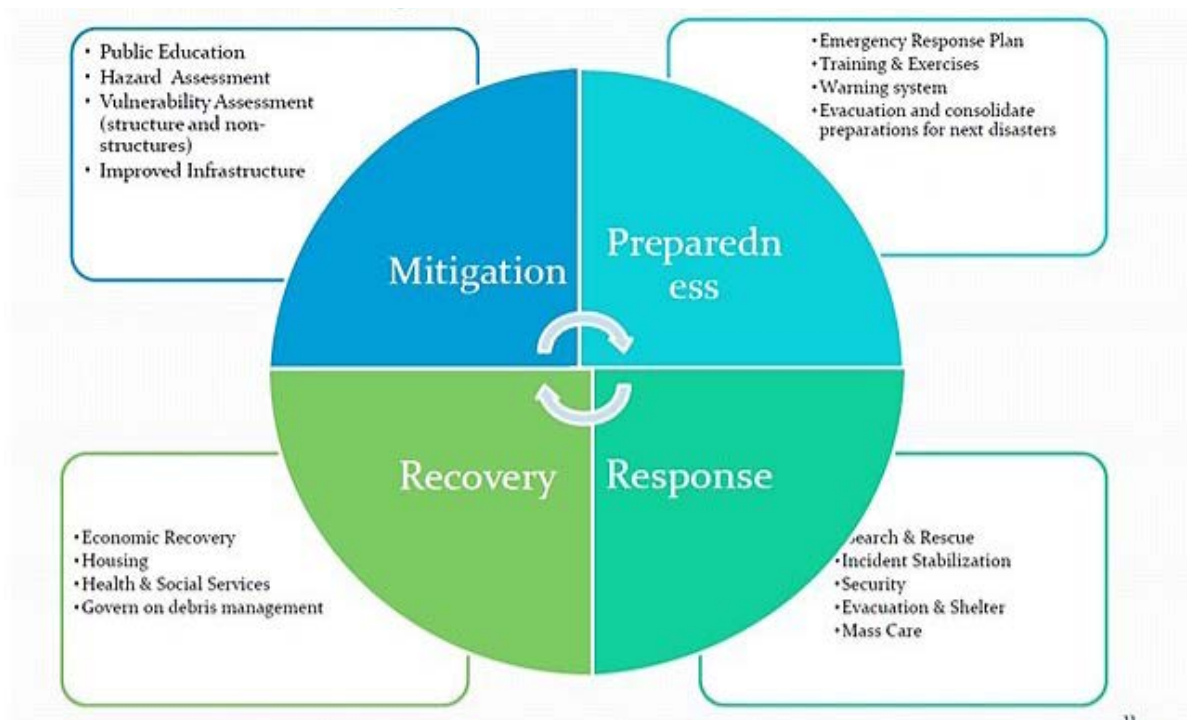 • Public Education
• Hazard Assessment
• Vulnerability Assessment
(structure and non-
structures)
• Improved Infrastructure
•Emergency Response Plan
•Training & Exercises
•Warning system
•Evacuation and consolidate
preparations for next disasters
Mitigation
Preparedn
ess
Recovery
Response
•Economic Recovery
•Housing
•Health & Social Services
•Govern on debris management
Search & Rescue
•Incident Stabilization
•Security
•Evacuation & Shelter
•Mass Care